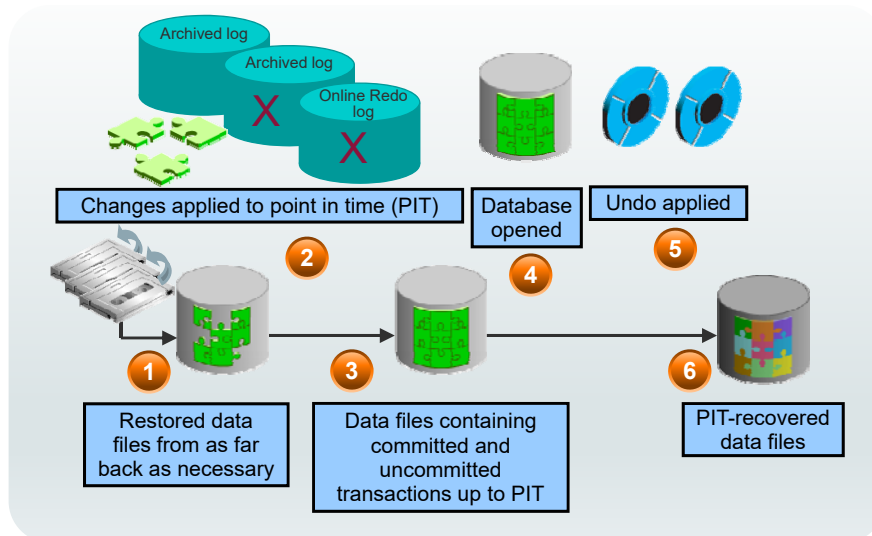 Archived log
Archived log
Online Redo
log
X
X
Changes applied to point in time (PIT)
Database
opened
Undo applied
2
4
5
1
3
6
Restored data
files from as far
back as necessary
Data files containing
committed and
uncommitted
transactions up to PIT
PIT-recovered
data files